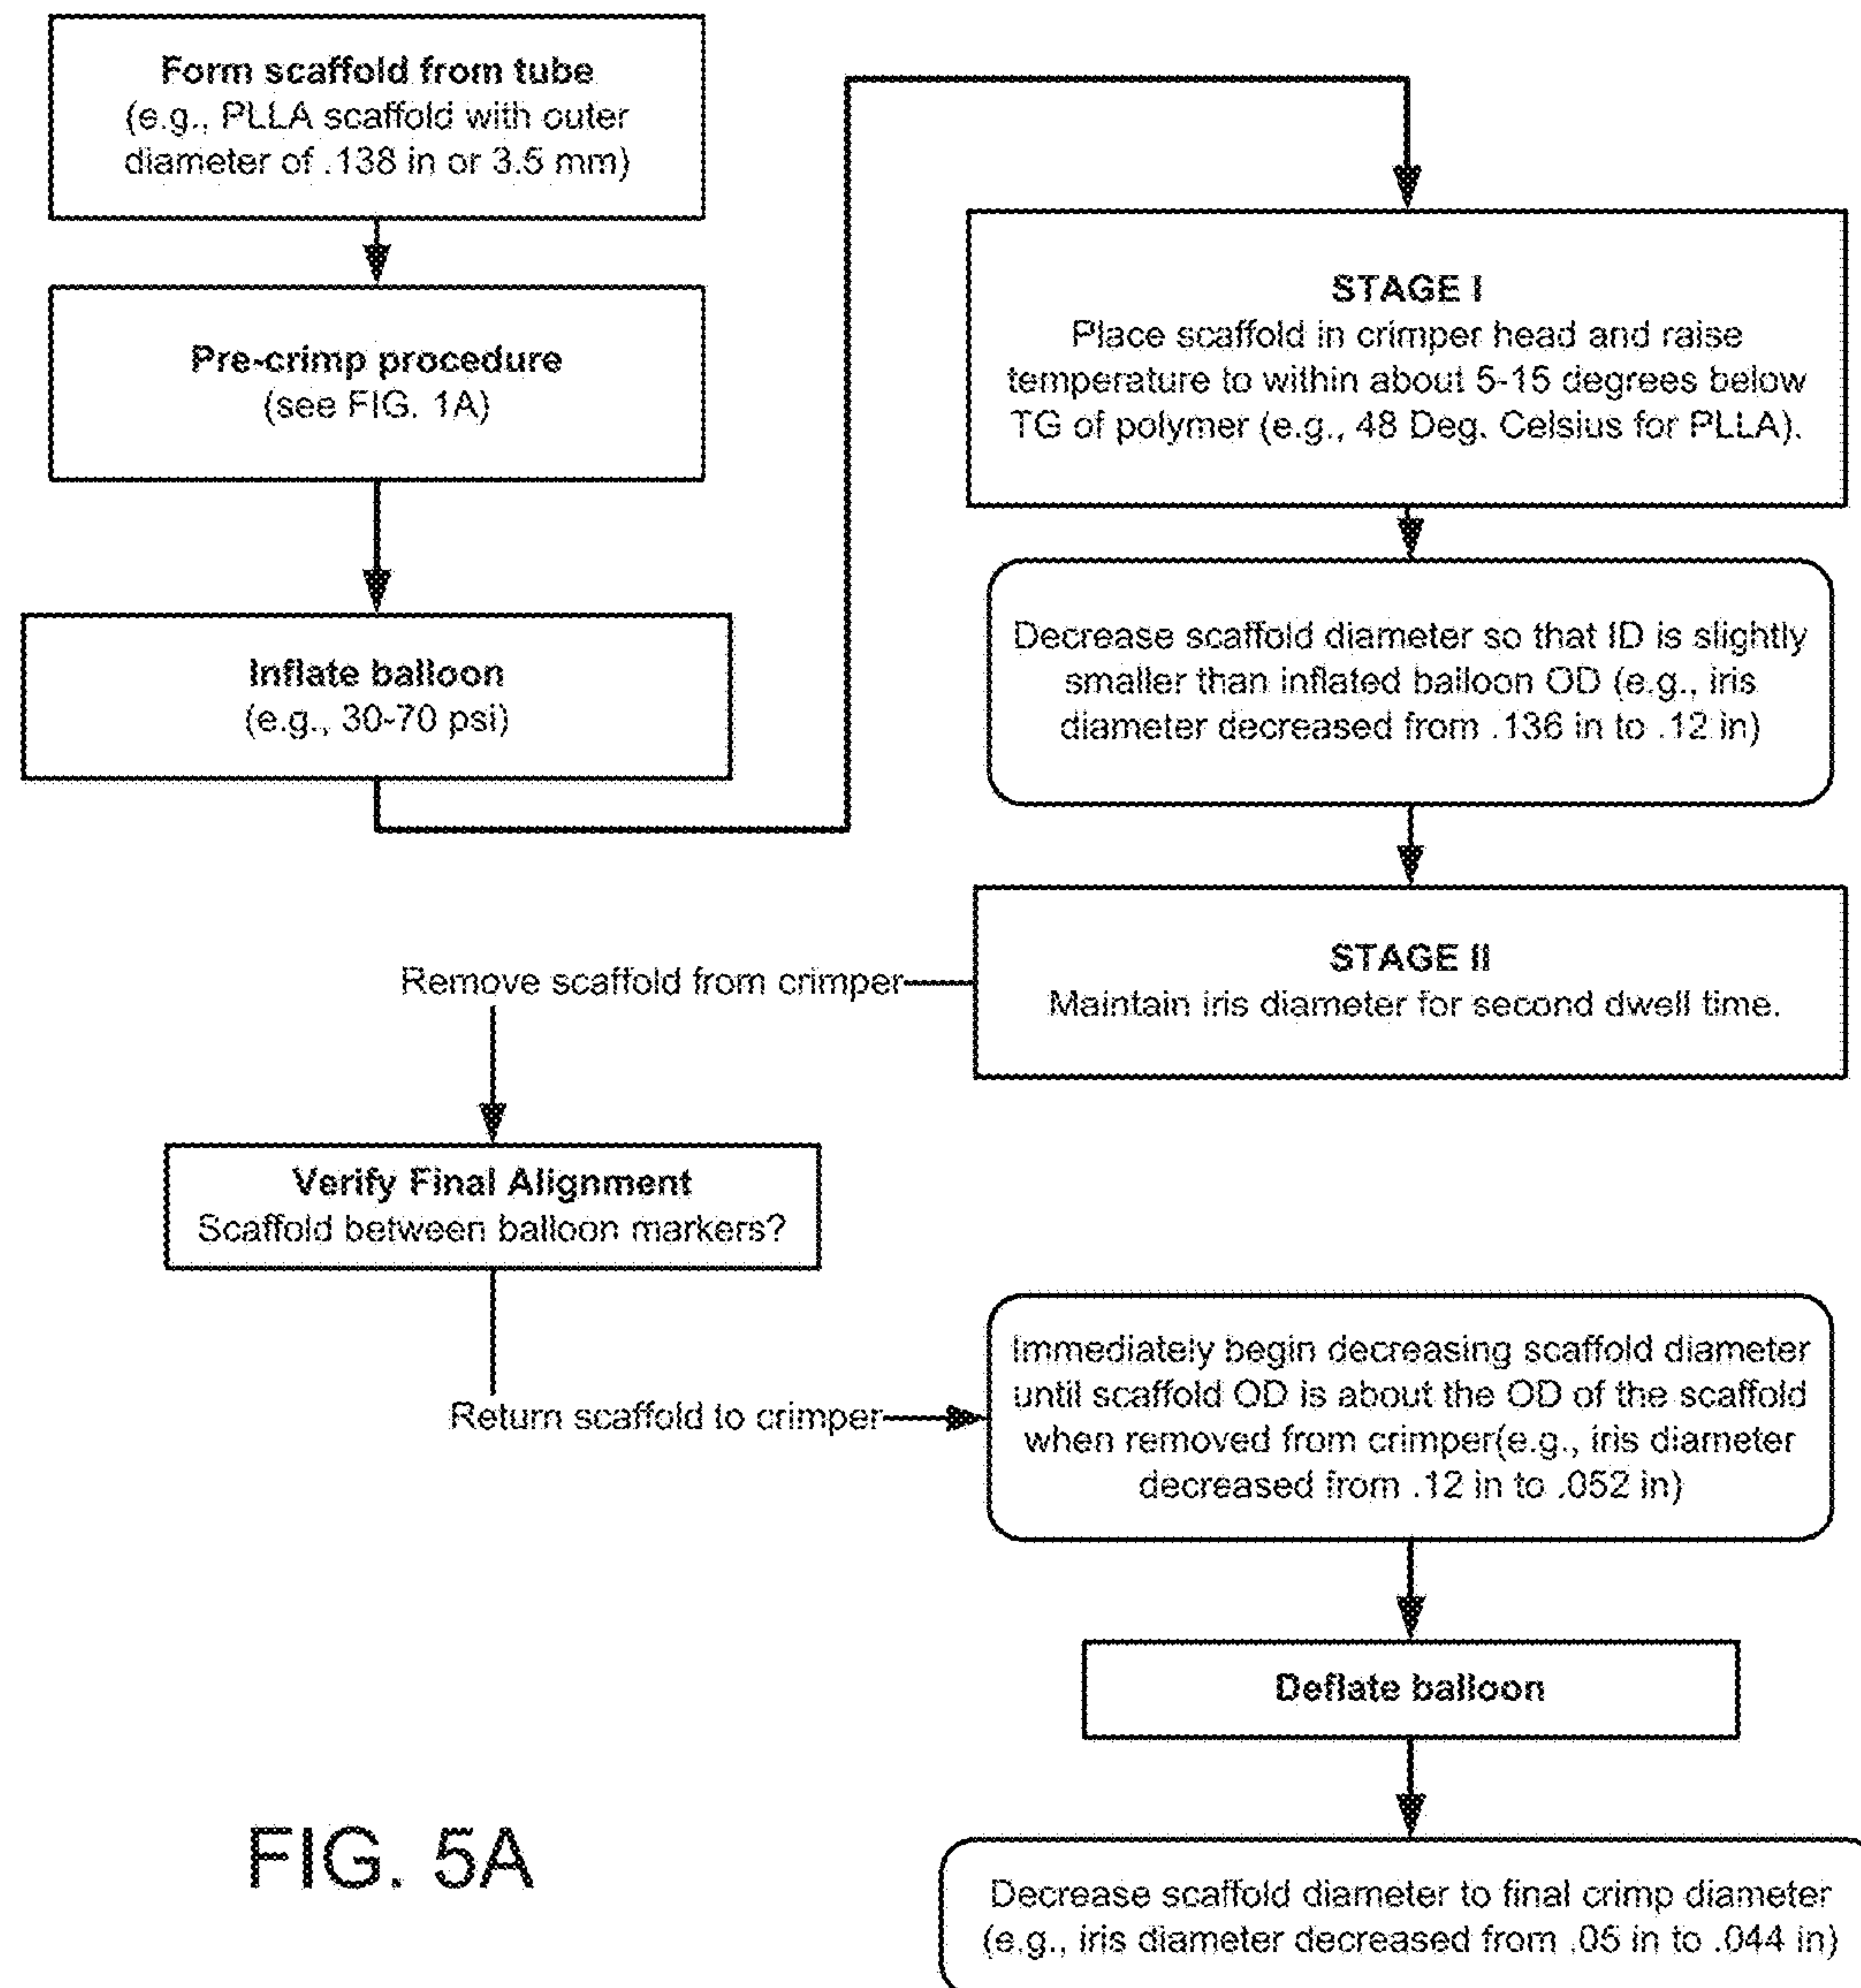 Form scaffold from tube
(e.g., PLLA scaffold with outer
diameter of .138 in or 3.5 mm)
Pre-crimp procedure
(see FIG. 1A)
Inflate balloon
(e.g., 30-70 psi)
STAGE I
Place scaffold in crimper head and raise
temperature to within about 5-15 degrees below
TG of polymer (e.g., 48 Deg. Celsius for PLLA).
Decrease scaffold diameter so that ID is slightly
smaller than inflated balloon OD (e.g., iris
diameter decreased from .136 in to .12 in)
STAGE II
Maintain iris diameter for second dwell time.
Remove scaffold from crimper
Verify Final Alignment
Scaffold between balloon markers?
Return scaffold to crimper
Immediately begin decreasing scaffold diameter
until scaffold OD is about the OD of the scaffold
when removed from crimper(e.g., iris diameter
decreased from .12 in to .052 in)
Deflate balloon
Decrease scaffold diameter to final crimp diameter
(e.g., iris diameter decreased from .05 in to .044 in)
FIG. 5A